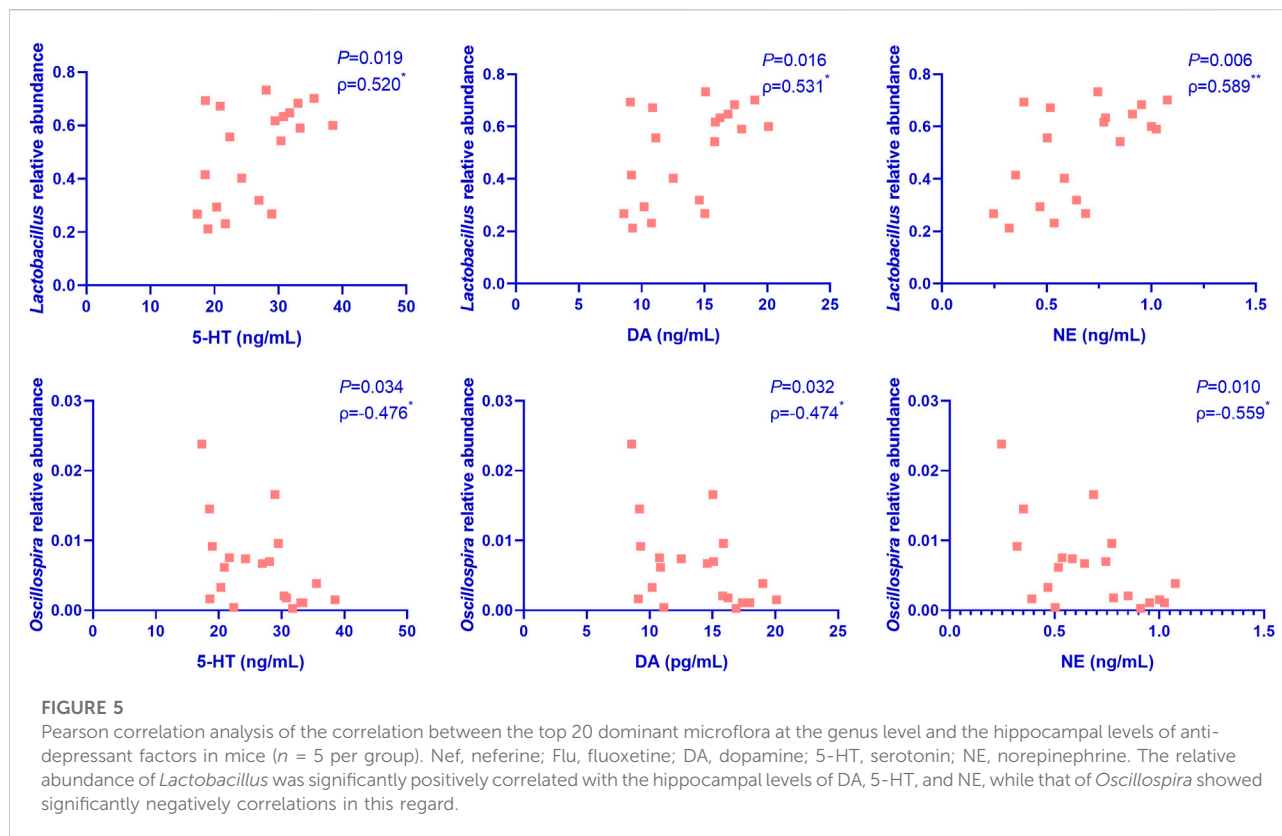 P=0.019
ρ=0.520*
Lactobacillus relative abundance
0.8
0.6
0.4
0.2
0.0
0 10 20 30 40 50
5-HT (ng/mL)
P=0.016
ρ=0.531*
Lactobacillus relative abundance
0.8
0.6
0.4
0.2
0.0
0 5 10 15 20 25
DA (ng/mL)
P=0.006
ρ=0.589**
Lactobacillus relative abundance
0.8
0.6
0.4
0.2
0.0
0.0 0.5 1.0 1.5
NE (ng/mL)
P=0.034
ρ=-0.476*
Oscillospira relative abundance
0.03
0.02
0.01
0.00
0 10 20 30 40 50
5-HT (ng/mL)
P=0.032
ρ=-0.474*
Oscillospira relative abundance
0.03
0.02
0.01
0.00
0 5 10 15 20 25
DA (pg/mL)
P=0.010
ρ=-0.559*
Oscillospira relative abundance
0.03
0.02
0.01
0.00
0.0 0.5 1.0 1.5
NE (ng/mL)
FIGURE 5
Pearson correlation analysis of the correlation between the top 20 dominant microflora at the genus level and the hippocampal levels of anti-
depressant factors in mice (n = 5 per group). Nef, neferine; Flu, fluoxetine; DA, dopamine; 5-HT, serotonin; NE, norepinephrine. The relative
abundance of Lactobacillus was significantly positively correlated with the hippocampal levels of DA, 5-HT, and NE, while that of Oscillospira showed
significantly negatively correlations in this regard.